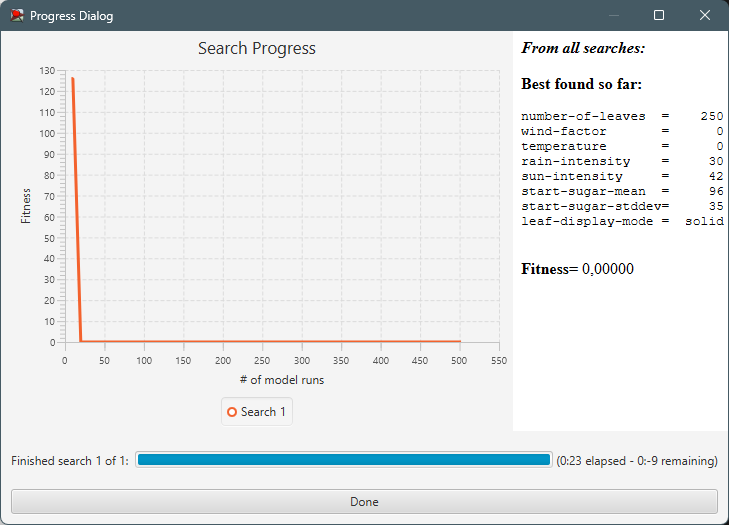 Progress Dialog
Search Progress
130
120
110
100
90
80
70
60
50
40
30
20
10
0
Fitness
0 50 100 150 200 250 300 350 400 450 500 550
# of model runs
Search 1
From all searches:
Best found so far:
number-of-leaves = 250
wind-factor = 0
temperature = 0
rain-intensity = 30
sun-intensity = 42
start-sugar-mean = 96
start-sugar-stddev= 35
leaf-display-mode = solid
Fitness= 0,00000
Finished search 1 of 1: (0:23 elapsed - 0:-9 remaining)
Done